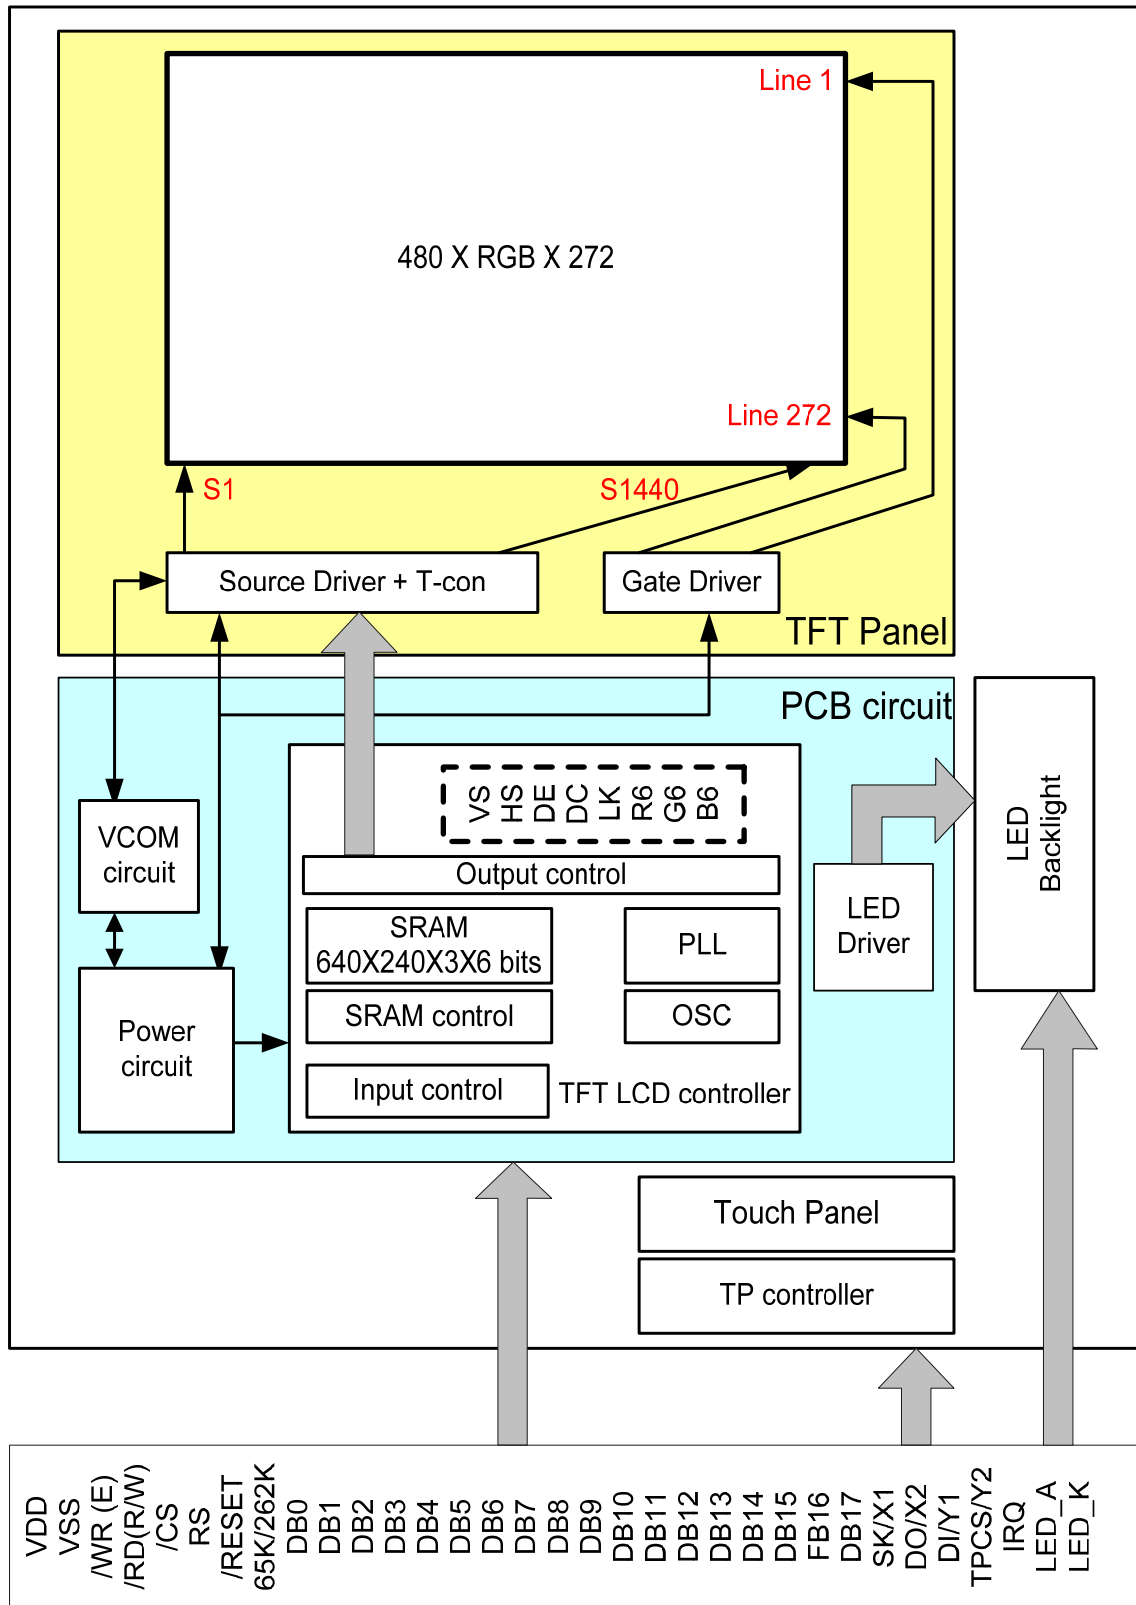 Line 1
480 X RGB X 272
Line 272
S1
S1440
Source Driver + T-con
Gate Driver
TFT Panel
PCB circuit
VS
HS
DE
DC
LK
R6
G6
B6
VCOM
circuit
Output control
SRAM
640X240X3X6 bits
PLL
SRAM control
OSC
Input control
TFT LCD controller
Power
circuit
LED
Driver
LED
Backlight
Touch Panel
TP controller
VDD
VSS
/WR (E)
/RD(R/W)
/CS
RS
/RESET
65K/262K
DB0
DB1
DB2
DB3
DB4
DB5
DB6
DB7
DB8
DB9
DB10
DB11
DB12
DB13
DB14
DB15
FB16
DB17
SK/X1
DO/X2
DI/Y1
TPCS/Y2
IRQ
LED_A
LED_K